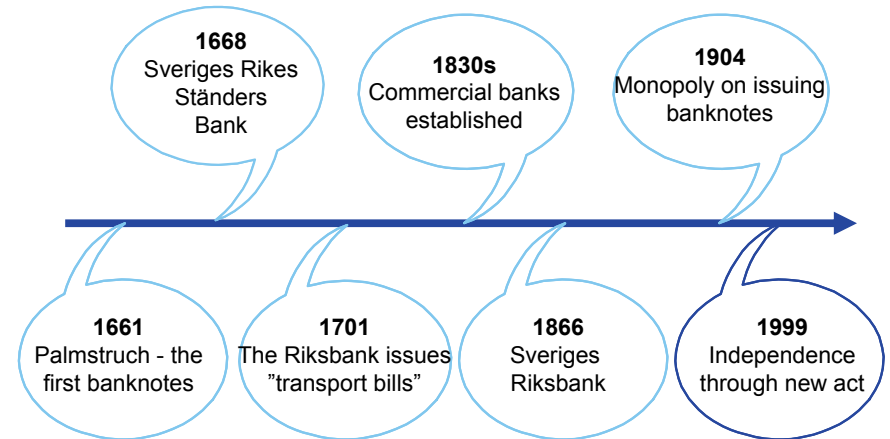 1668
Sveriges Rikes
Ständers
Bank
1830s
Commercial banks
established
1904
Monopoly on issuing
banknotes
1661
Palmstruch - the
first banknotes
1701
The Riksbank issues
”transport bills”
1866
Sveriges
Riksbank
1999
Independence
through new act